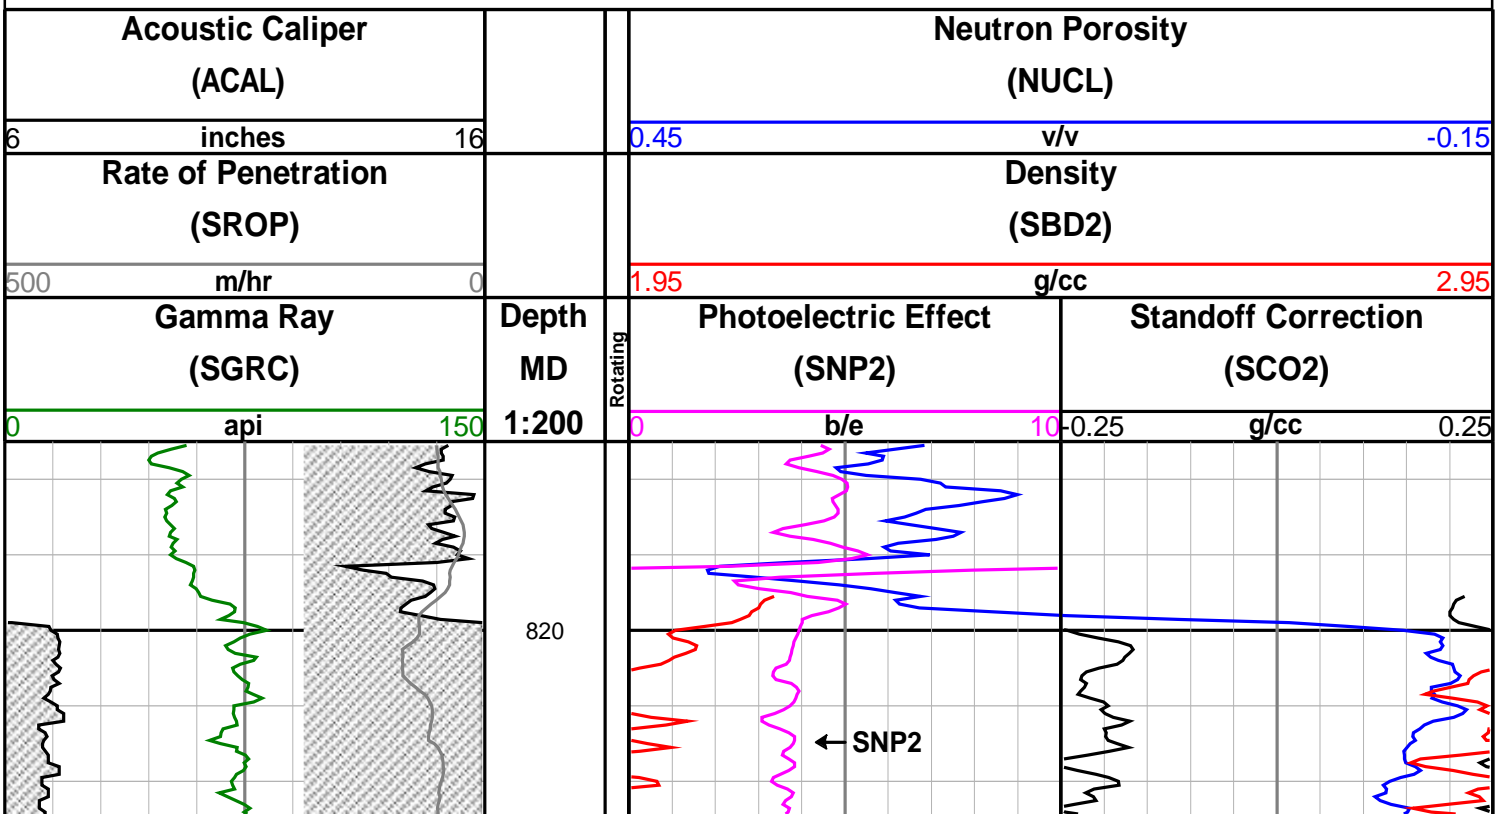 Acoustic Caliper
(ACAL)
6 inches 16
Rate of Penetration
(SROP)
500 m/hr 0
Gamma Ray
(SGRC)
0 api 150
Depth
MD
1:200
Rotating
Neutron Porosity
(NUCL)
0.45 v/v -0.15
Density
(SBD2)
1.95 g/cc 2.95
Photoelectric Effect
(SNP2)
0 b/e 10
Standoff Correction
(SCO2)
-0.25 g/cc 0.25
820
SNP2